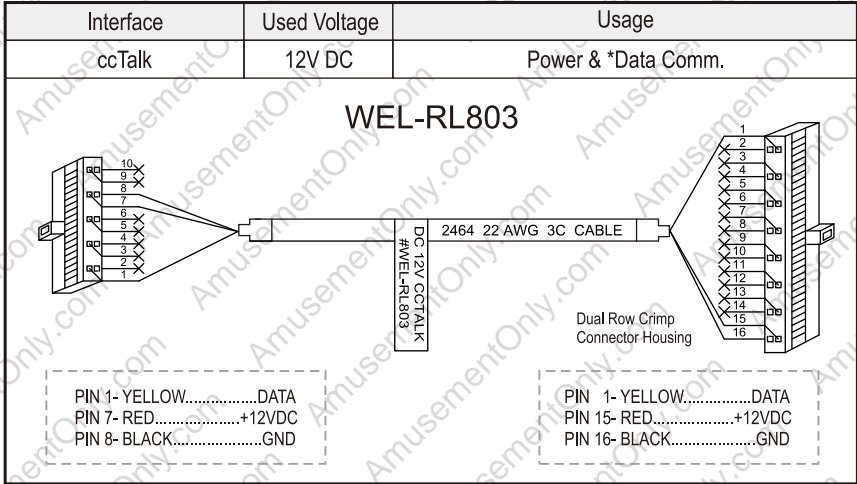 Interface Used Voltage Usage
ccTalk 12V DC Power & *Data Comm.
WEL-RL803
10
9
8
7
6
5
4
3
2
1
DC 12V CCTALK
#WEL-RL803
2464 22 AWG 3C CABLE
1
2
3
4
5
6
7
8
9
10
11
12
13
14
15
16
Dual Row Crimp
Connector Housing
PIN 1- YELLOW..............DATA
PIN 7- RED.................+12VDC
PIN 8- BLACK..................GND
PIN 1- YELLOW..............DATA
PIN 15- RED................+12VDC
PIN 16- BLACK.................GND
AmusementOnly.com